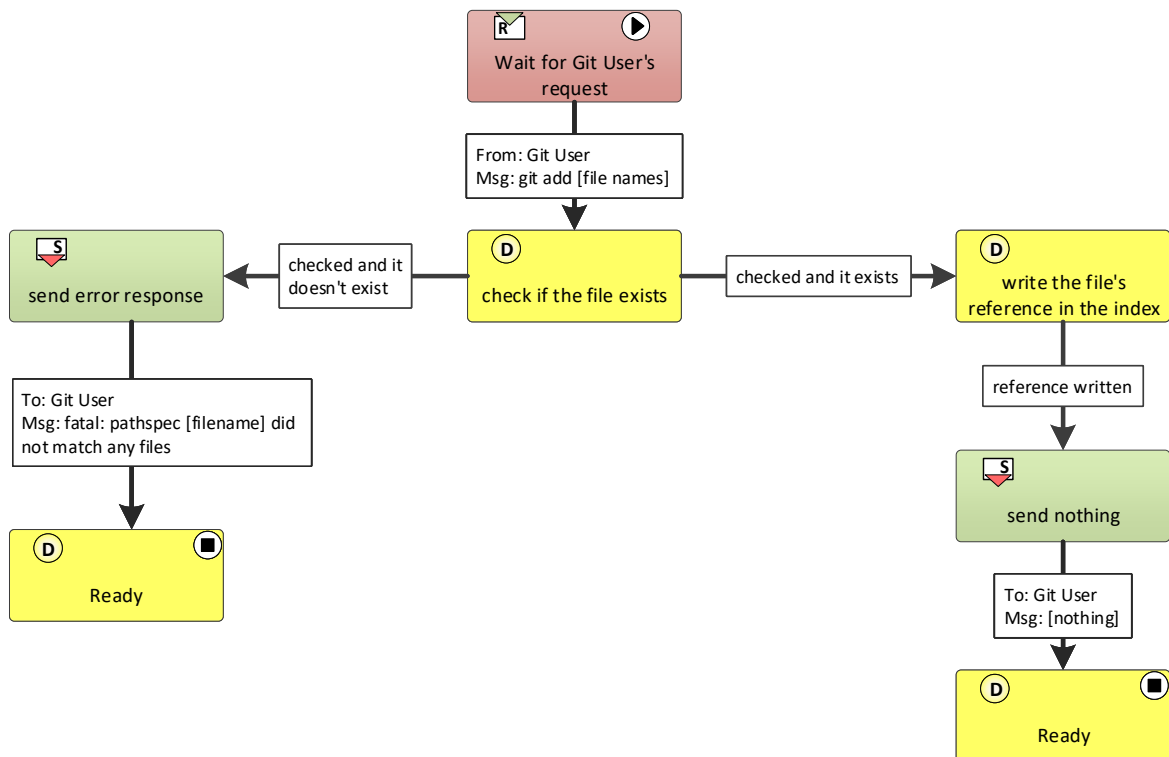 R
Wait for Git User's
request
From: Git User
Msg: git add [file names]
S
send error response
checked and it
doesn't exist
D
check if the file exists
checked and it exists
D
write the file's
reference in the index
To: Git User
Msg: fatal: pathspec [filename] did
not match any files
reference written
S
send nothing
D
Ready
To: Git User
Msg: [nothing]
D
Ready